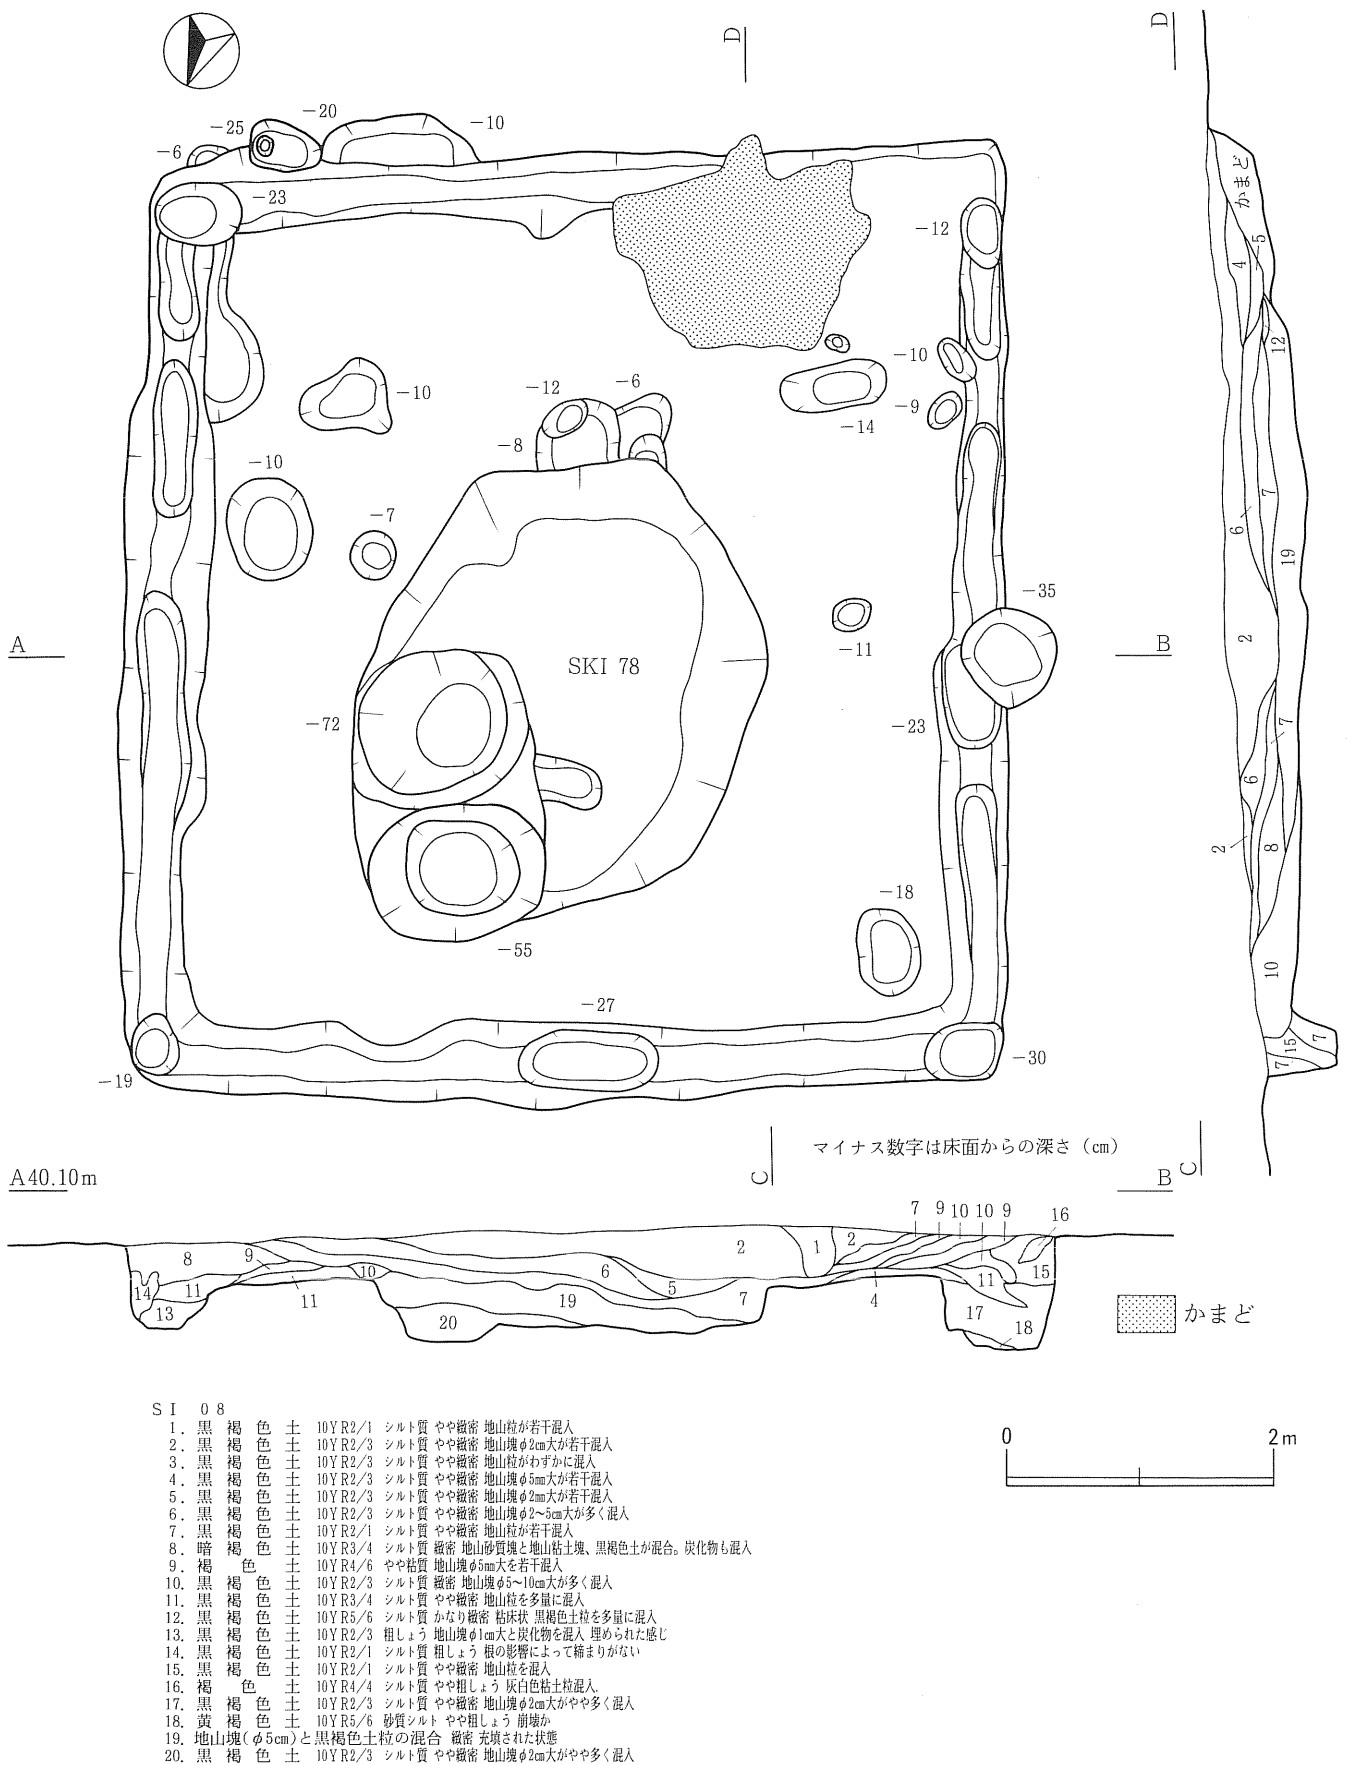 D
D
－20
－25
－10
－6
－23
－12
かまど
5
4
12
－10
－10
－12
－6
－9
－8
－14
－10
7
－7
6
19
－35
A
B
－11
2
SKI 78
－72
－23
7
6
2
8
－18
－55
10
－27
7
15
7
－19
－30
C
C
マイナス数字は床面からの深さ（㎝）
A40.10m
B
7 9 10 10 9
16
2
1
2
8
9
6
10
11
15
14
11
11
5
19
7
4
13
17
20
18
かまど
SI 08
1. 黒褐色土 10YR2/1 シルト質 やや緻密 地山粒が若干混入
2. 黒褐色土 10YR2/3 シルト質 やや緻密 地山塊φ2㎝大が若干混入
3. 黒褐色土 10YR2/3 シルト質 やや緻密 地山粒がわずかに混入
4. 黒褐色土 10YR2/3 シルト質 やや緻密 地山塊φ5㎜大が若干混入
5. 黒褐色土 10YR2/3 シルト質 やや緻密 地山塊φ2㎜大が若干混入
6. 黒褐色土 10YR2/3 シルト質 やや緻密 地山塊φ2～5㎝大が多く混入
7. 黒褐色土 10YR2/1 シルト質 やや緻密 地山粒が若干混入
8. 暗褐色土 10YR3/4 シルト質 緻密 地山砂質塊と地山粘土塊、黒褐色土が混合。炭化物も混入
9. 褐色土 10YR4/6 やや粘質 地山塊φ5㎜大を若干混入
10. 黒褐色土 10YR2/3 シルト質 緻密 地山塊φ5～10㎝大が多く混入
11. 黒褐色土 10YR3/4 シルト質 やや緻密 地山粒を多量に混入
12. 黒褐色土 10YR5/6 シルト質 かなり緻密 粘床状 黒褐色土粒を多量に混入
13. 黒褐色土 10YR2/3 粗しょう 地山塊φ1㎝大と炭化物を混入 埋められた感じ
14. 黒褐色土 10YR2/1 シルト質 粗しょう 根の影響によって締まりがない
15. 黒褐色土 10YR2/1 シルト質 やや緻密 地山粒を混入
16. 褐色土 10YR4/4 シルト質 やや粗しょう 灰白色粘土粒混入.
17. 黒褐色土 10YR2/3 シルト質 やや緻密 地山塊φ2㎝大がやや多く混入
18. 黄褐色土 10YR5/6 砂質シルト やや粗しょう 崩壊か
19. 地山塊(φ5㎝)と黒褐色土粒の混合 緻密 充填された状態
20. 黒褐色土 10YR2/3 シルト質 やや緻密 地山塊φ2㎝大がやや多く混入
0 2m